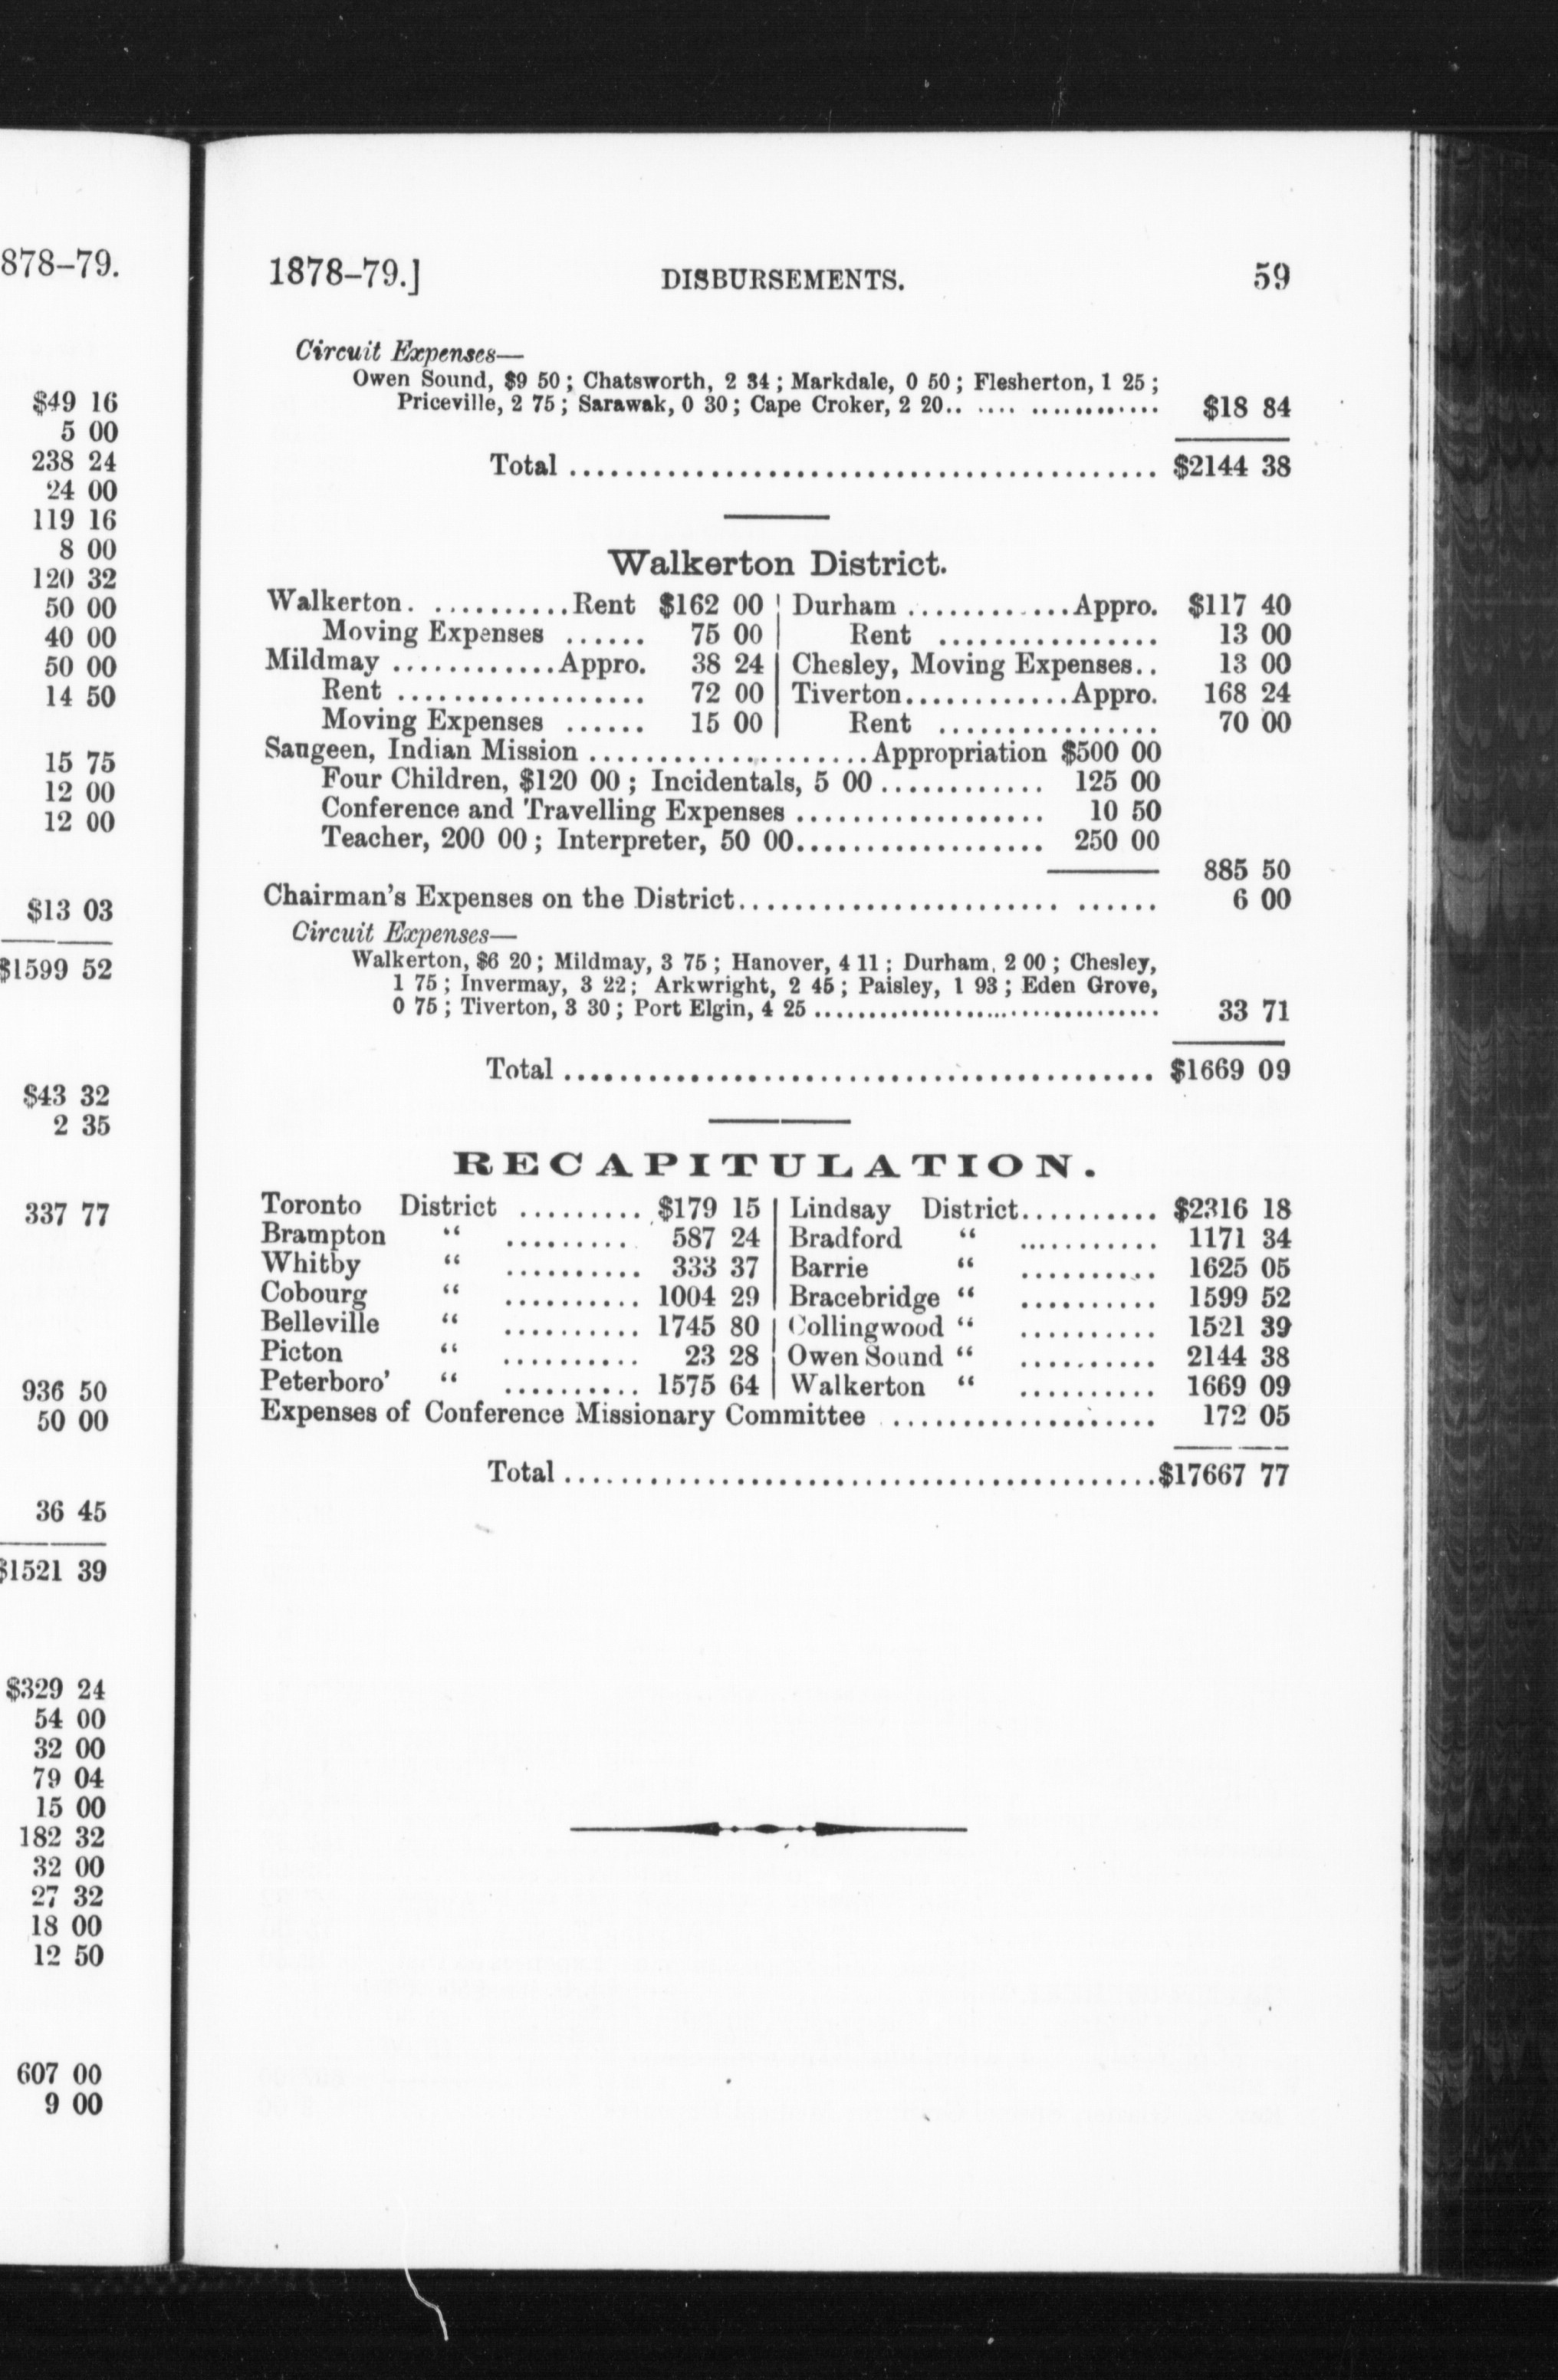 878-79.
$49 16
5 00
238 24
24 00
119 16
8 00
120 32
50 00
40 00
50 00
14 50
15 75
12 00
12 00
$13 03
$1599 52
$43 32
2 35
337 77
936 50
50 00
36 45
$1521 39
$329 24
54 00
32 00
79 04
15 00
182 32
32 00
27 32
18 00
12 50
607 00
9 00
1878-79.] DISBURSEMENTS. 59
Circuit Expenses—
Owen Sound, $9 50; Chatsworth, 2 34; Markdale, 0 50; Flesherton, 1 25;
Priceville, 2 75; Sarawak, 0 30; Cape Croker, 2 20.. .... ............ $18 84
Total .......................................... $2144 38
Walkerton District.
Walkerton. ..........Rent $162 00 | Durham ............Appro. $117 40
Moving Expenses ...... 75 00 | Rent ................ 13 00
Mildmay ............Appro. 38 24 | Chesley, Moving Expenses.. 13 00
Rent .................. 72 00 | Tiverton............Appro. 168 24
Moving Expenses ...... 15 00 | Rent ................ 70 00
Saugeen, Indian Mission ....................Appropriation $500 00
Four Children, $120 00; Incidentals, 5 00............ 125 00
Conference and Travelling Expenses .................. 10 50
Teacher, 200 00; Interpreter, 50 00.................. 250 00
885 50
Chairman's Expenses on the District....................... ...... 6 00
Circuit Expenses—
Walkerton, $6 20; Mildmay, 3 75; Hanover, 4 11; Durham, 2 00; Chesley,
1 75; Invermay, 3 22; Arkwright, 2 45; Paisley, 1 93; Eden Grove,
0 75; Tiverton, 3 30; Port Elgin, 4 25 ................................ 33 71
Total .......................................... $1669 09
RECAPITULATION.
Toronto District ......... $179 15 | Lindsay District.......... $2316 18
Brampton " .......... 587 24 | Bradford " ........... 1171 34
Whitby " .......... 333 37 | Barrie " .......... 1625 05
Cobourg " .......... 1004 29 | Bracebridge " .......... 1599 52
Belleville " .......... 1745 80 | Collingwood " .......... 1521 39
Picton " .......... 23 28 | Owen Sound " .......... 2144 38
Peterboro' " .......... 1575 64 | Walkerton " .......... 1669 09
Expenses of Conference Missionary Committee ................... 172 05
Total ..........................................$17667 77